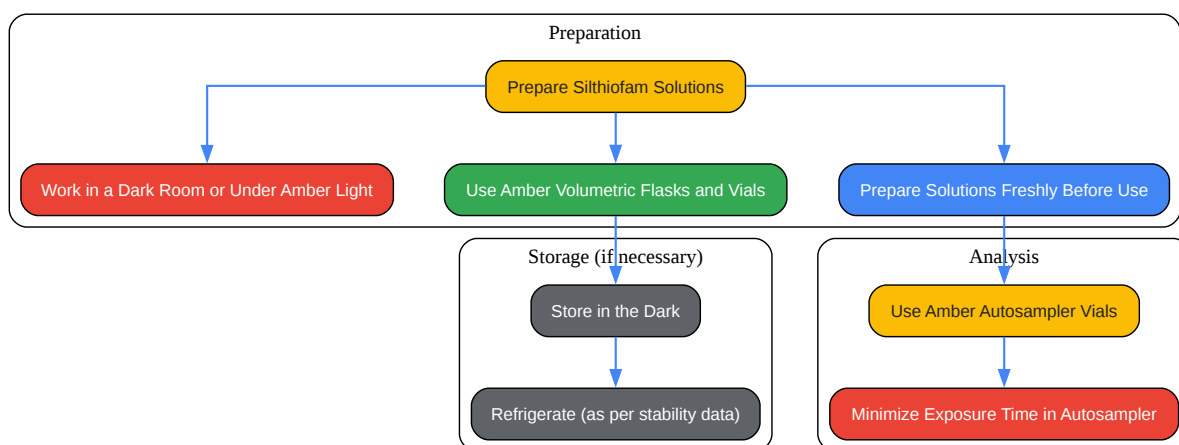 Preparation
Prepare Silthiofam Solutions
Work in a Dark Room or Under Amber Light
Use Amber Volumetric Flasks and Vials
Prepare Solutions Freshly Before Use
Storage (if necessary)
Analysis
Store in the Dark
Use Amber Autosampler Vials
Refrigerate (as per stability data)
Minimize Exposure Time in Autosampler